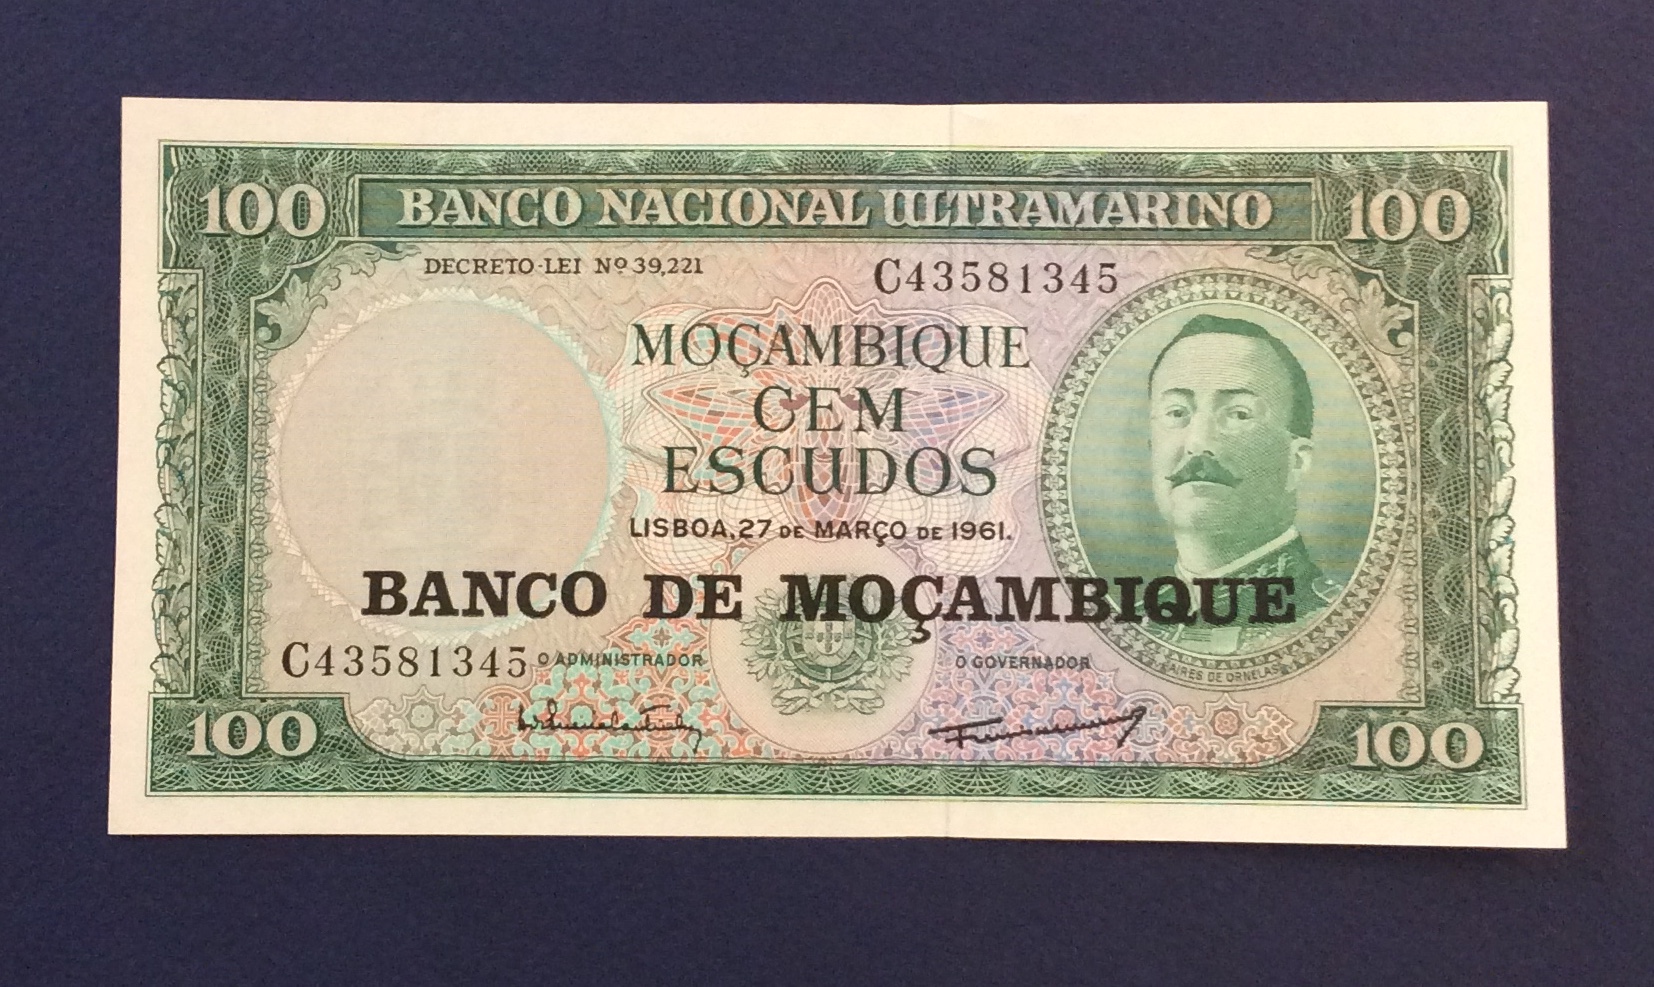 100 BANCO NACIONAL ULTRAMARINO 100
DECRETO-LEI Nº 39,221
C43581345
MOÇAMBIQUE
CEM
ESCUDOS
LISBOA, 27 DE MARÇO DE 1961.
BANCO DE MOÇAMBIQUE
C43581345
O ADMINISTRADOR
O GOVERNADOR
AIRES DE ORNELAS
100 100